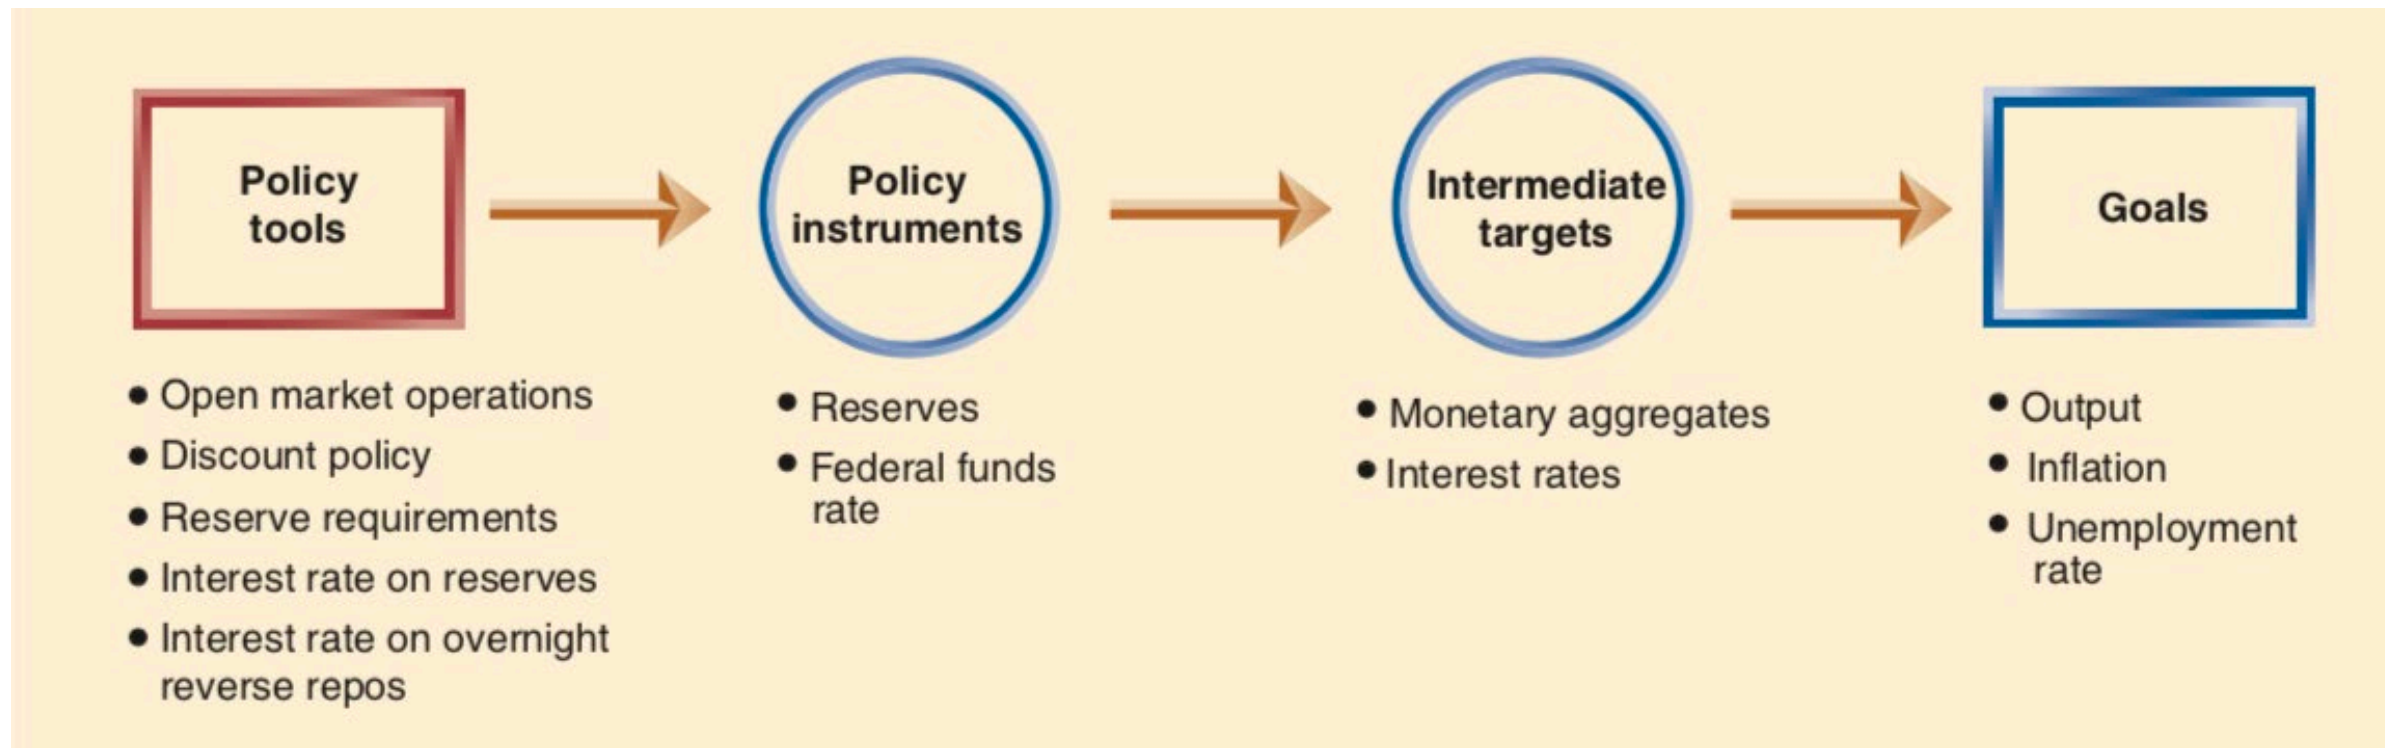 Policy
tools
Policy
instruments
Intermediate
targets
Goals
• Open market operations
• Discount policy
• Reserve requirements
• Interest rate on reserves
• Interest rate on overnight
reverse repos
• Reserves
• Federal funds
rate
• Monetary aggregates
• Interest rates
• Output
• Inflation
• Unemployment
rate